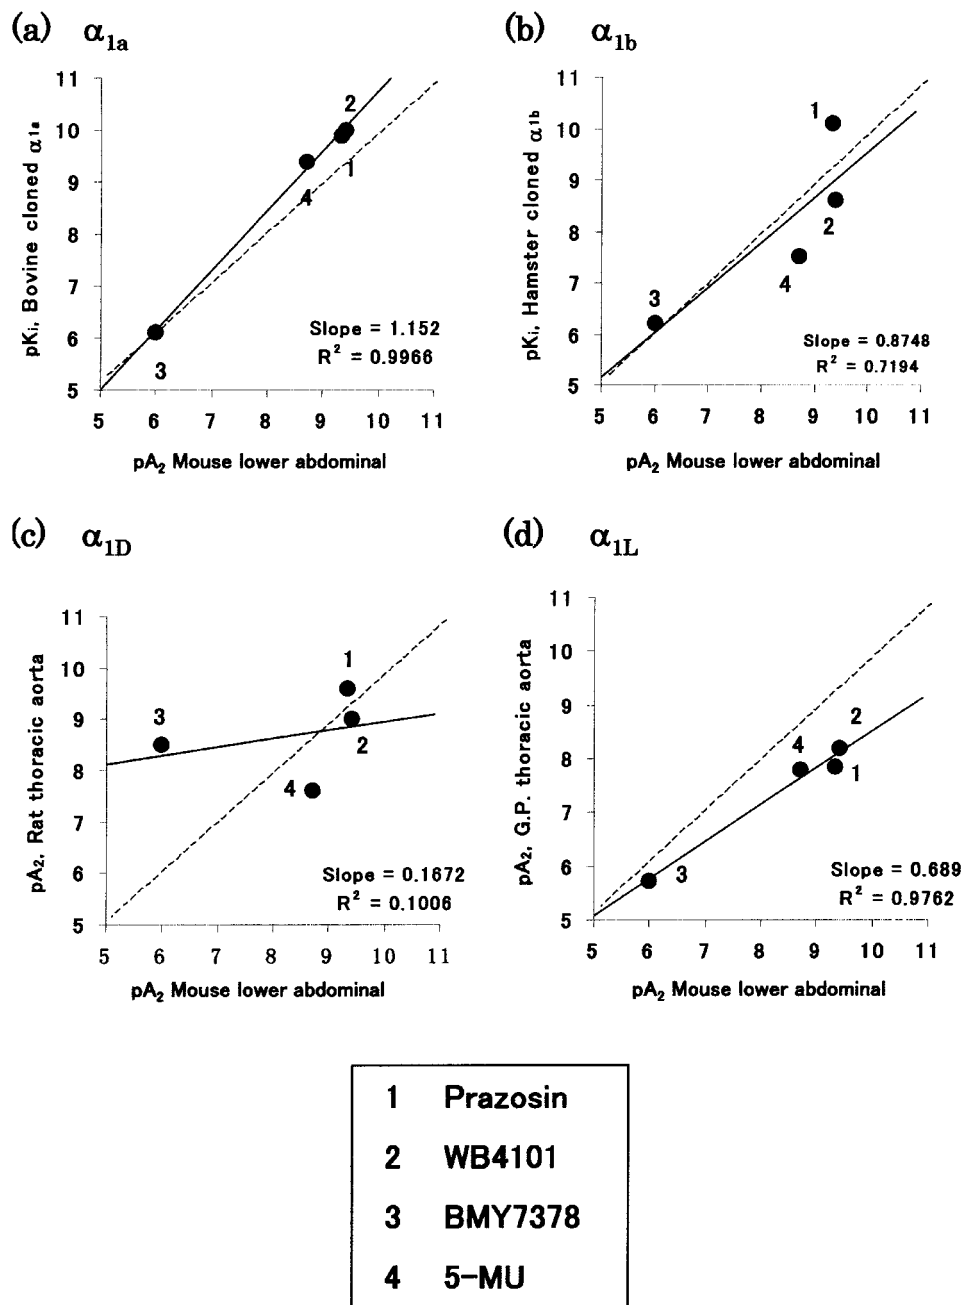 (a) α1a
11
10
9
8
7
6
5
pKi, Bovine cloned α1a
2
1
4
3
Slope = 1.152
R² = 0.9966
5 6 7 8 9 10 11
pA2 Mouse lower abdominal
(b) α1b
11
10
9
8
7
6
5
pKi, Hamster cloned α1b
1
2
4
3
Slope = 0.8748
R² = 0.7194
5 6 7 8 9 10 11
pA2 Mouse lower abdominal
(c) α1D
11
10
9
8
7
6
5
pA2, Rat thoracic aorta
1
3
2
4
Slope = 0.1672
R² = 0.1006
5 6 7 8 9 10 11
pA2 Mouse lower abdominal
(d) α1L
11
10
9
8
7
6
5
pA2, G.P. thoracic aorta
2
4
1
3
Slope = 0.689
R² = 0.9762
5 6 7 8 9 10 11
pA2 Mouse lower abdominal
1 Prazosin
2 WB4101
3 BMY7378
4 5-MU